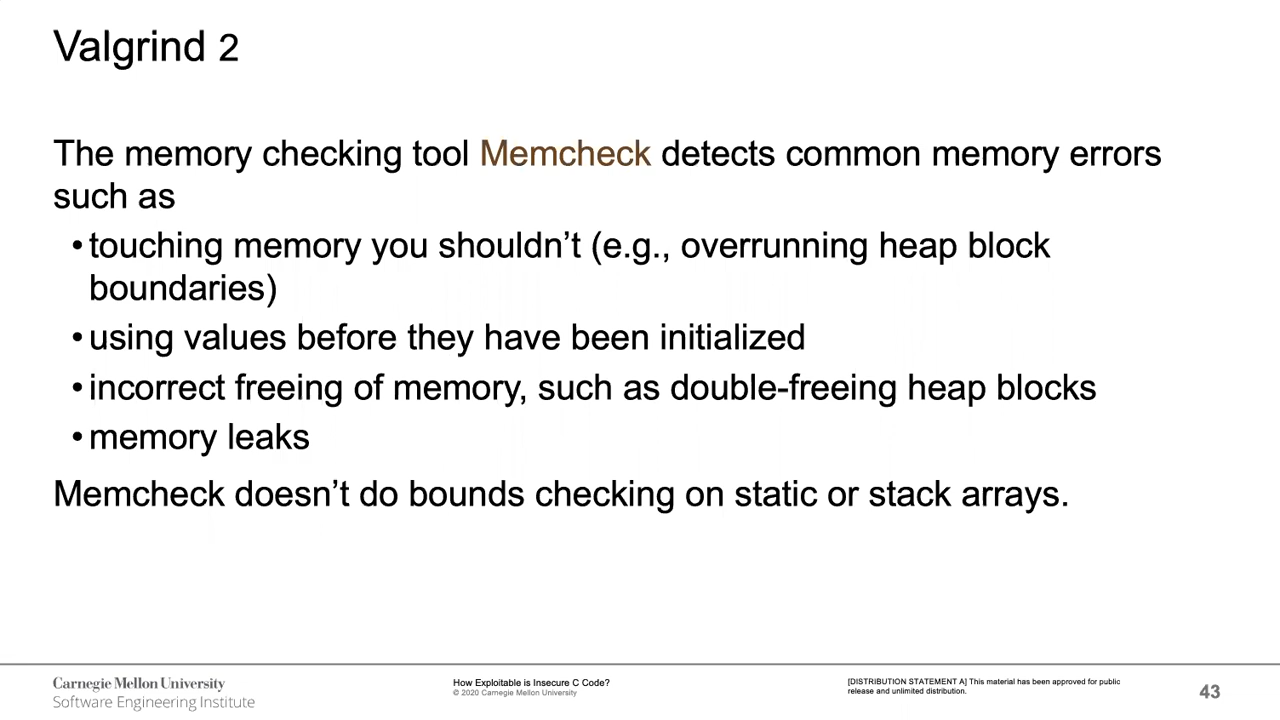 Valgrind 2
The memory checking tool Memcheck detects common memory errors
such as
•touching memory you shouldn’t (e.g., overrunning heap block
boundaries)
•using values before they have been initialized
•incorrect freeing of memory, such as double-freeing heap blocks
•memory leaks
Memcheck doesn’t do bounds checking on static or stack arrays.
Carnegie Mellon University
Software Engineering Institute
How Exploitable is Insecure C Code?
© 2020 Carnegie Mellon University
[DISTRIBUTION STATEMENT A] This material has been approved for public
release and unlimited distribution.
43